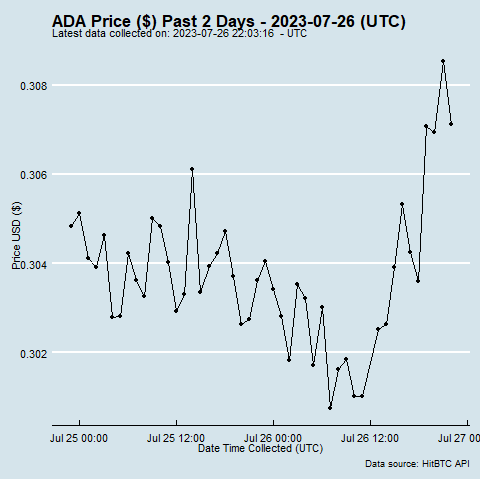 ADA Price ($) Past 2 Days - 2023-07-26 (UTC)
Latest data collected on: 2023-07-26 22:03:16 - UTC
0.308
0.306
0.304
0.302
Price USD ($)
Jul 25 00:00
Jul 25 12:00
Jul 26 00:00
Jul 26 12:00
Jul 27 00:
Date Time Collected (UTC)
Data source: HitBTC API